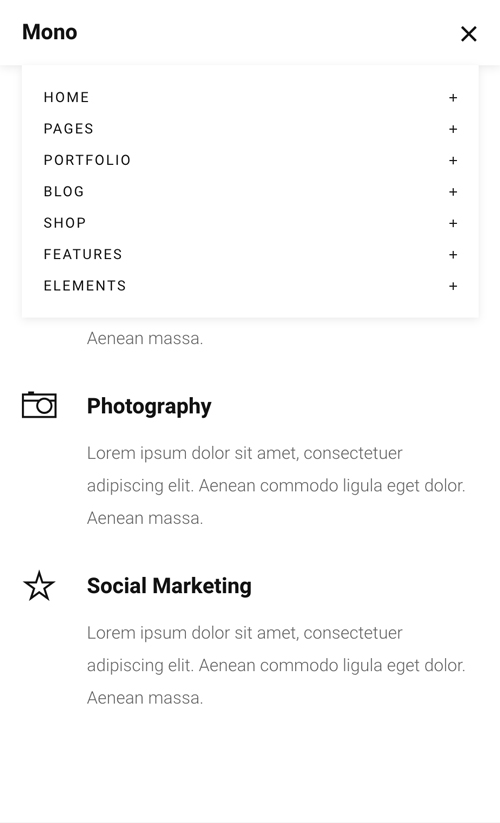 Mono
HOME +
PAGES +
PORTFOLIO +
BLOG +
SHOP +
FEATURES +
ELEMENTS +
Aenean massa.
Photography
Lorem ipsum dolor sit amet, consectetuer
adipiscing elit. Aenean commodo ligula eget dolor.
Aenean massa.
Social Marketing
Lorem ipsum dolor sit amet, consectetuer
adipiscing elit. Aenean commodo ligula eget dolor.
Aenean massa.